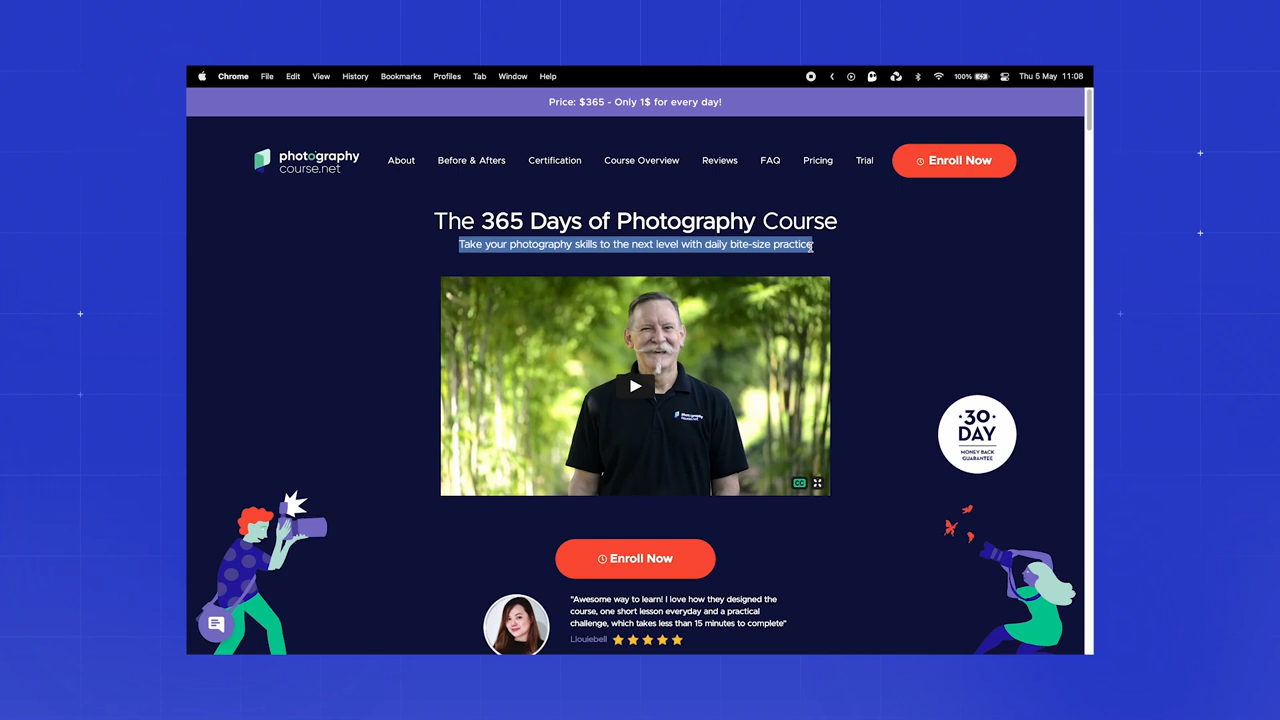 Chrome File Edit View History Bookmarks Profiles Tab Window Help 100% Thu 5 May 11:08
Price: $365 - Only 1$ for every day!
photography
course.net
About Before & Afters Certification Course Overview Reviews FAQ Pricing Trial Enroll Now
The 365 Days of Photography Course
Take your photography skills to the next level with daily bite-size practice
photography
course.net
CC
·30·
DAY
MONEY BACK
GUARANTEE
Enroll Now
"Awesome way to learn! I love how they designed the
course, one short lesson everyday and a practical
challenge, which takes less than 15 minutes to complete"
Llouiebell